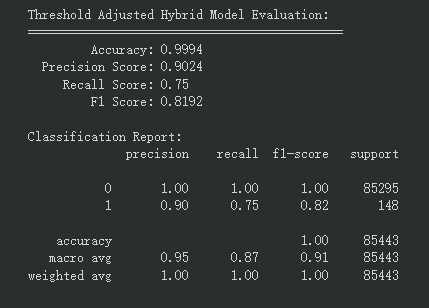 Threshold Adjusted Hybrid Model Evaluation:
Accuracy: 0.9994
Precision Score: 0.9024
Recall Score: 0.75
F1 Score: 0.8192
Classification Report:
precision recall f1-score support
0 1.00 1.00 1.00 85295
1 0.90 0.75 0.82 148
accuracy 1.00 85443
macro avg 0.95 0.87 0.91 85443
weighted avg 1.00 1.00 1.00 85443